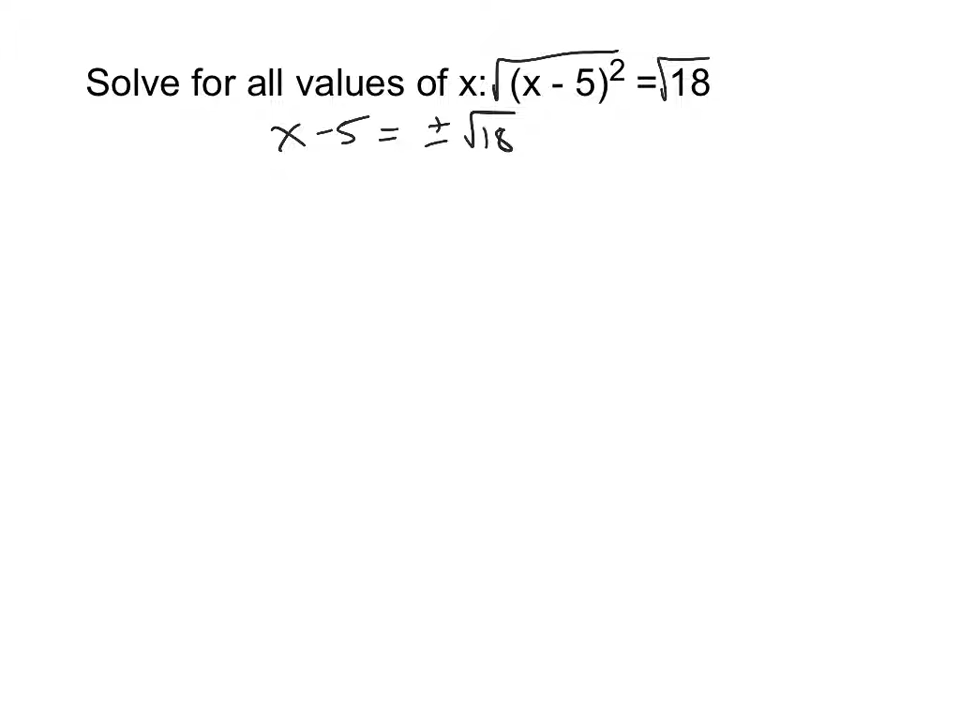 Solve for all values of x: √(x - 5)² = √18
x - 5 = ± √18